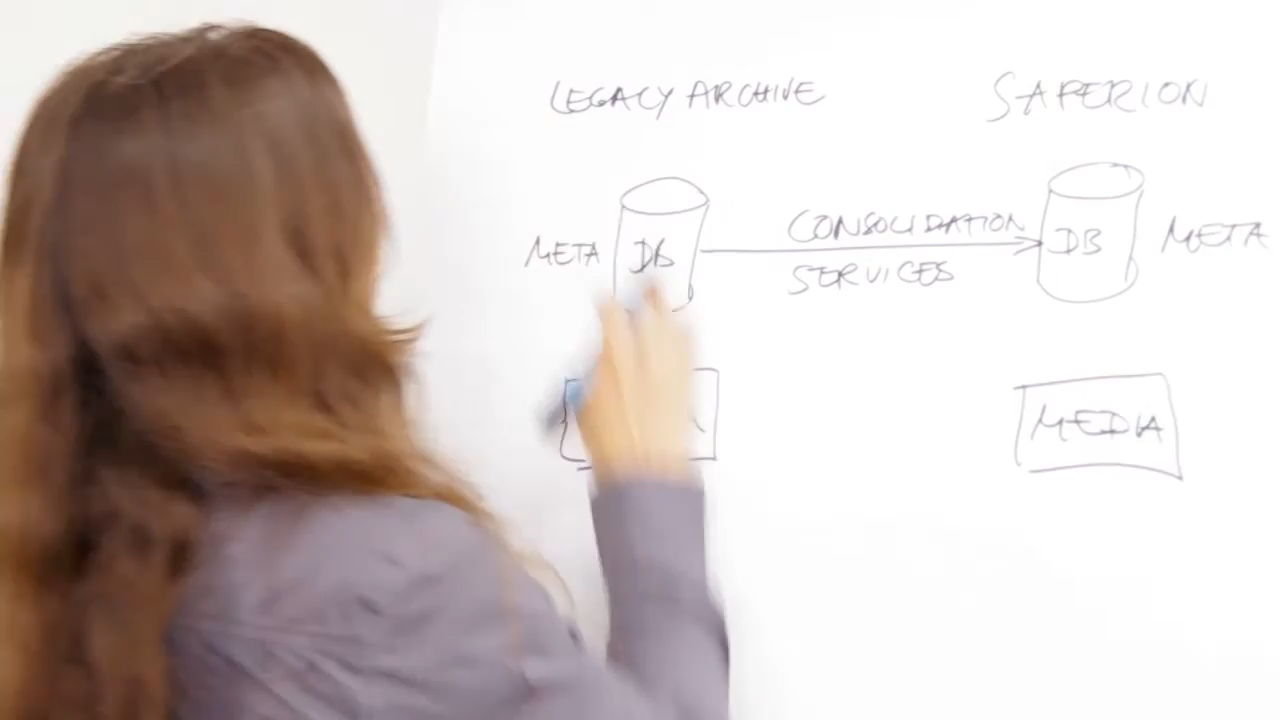 LEGACY ARCHIVE
SAPERION
META
DB
CONSOLIDATION
SERVICES
DB
META
MEDIA